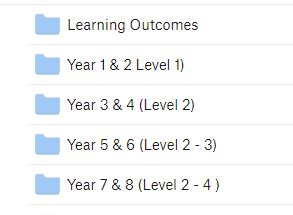 Learning Outcomes
Year 1 & 2 Level 1)
Year 3 & 4 (Level 2)
Year 5 & 6 (Level 2 - 3)
Year 7 & 8 (Level 2 - 4 )